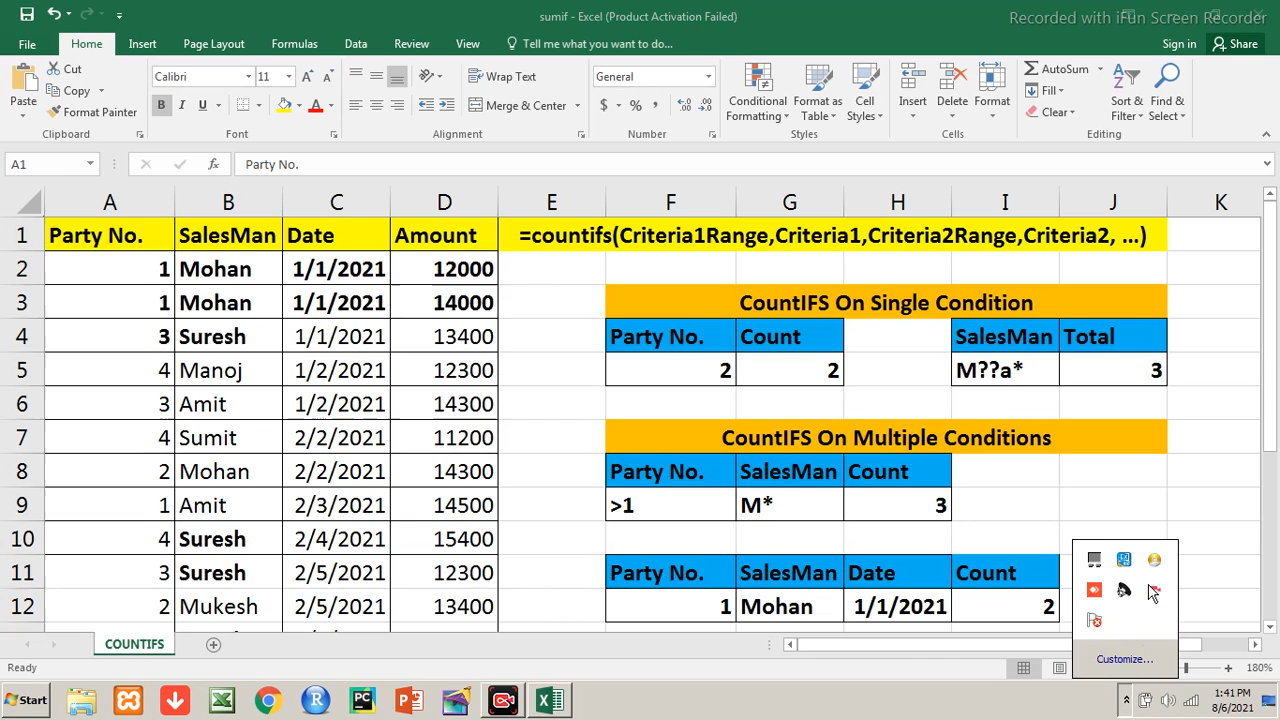 sumif - Excel (Product Activation Failed)
Recorded with iFun Screen Recorder
File Home Insert Page Layout Formulas Data Review View Tell me what you want to do... Sign in Share
Cut
Copy
Format Painter
Paste
Clipboard
Calibri 11
B I U
Font
Wrap Text
Merge & Center
Alignment
General
$ % ,
Number
Conditional Formatting
Format as Table
Cell Styles
Styles
Insert Delete Format
Cells
AutoSum
Fill
Clear
Sort & Filter
Find & Select
Editing
A1 fx Party No.
A B C D E F G H I J K
1 Party No. SalesMan Date Amount =countifs(Criteria1Range,Criteria1,Criteria2Range,Criteria2, ...)
2 1 Mohan 1/1/2021 12000
3 1 Mohan 1/1/2021 14000 CountIFS On Single Condition
4 3 Suresh 1/1/2021 13400 Party No. Count SalesMan Total
5 4 Manoj 1/2/2021 12300 2 2 M??a* 3
6 3 Amit 1/2/2021 14300
7 4 Sumit 2/2/2021 11200 CountIFS On Multiple Conditions
8 2 Mohan 2/2/2021 14300 Party No. SalesMan Count
9 1 Amit 2/3/2021 14500 >1 M* 3
10 4 Suresh 2/4/2021 15400
11 3 Suresh 2/5/2021 12300 Party No. SalesMan Date Count
12 2 Mukesh 2/5/2021 13400 1 Mohan 1/1/2021 2
COUNTIFS
Customize...
Ready 180%
Start
1:41 PM
8/6/2021